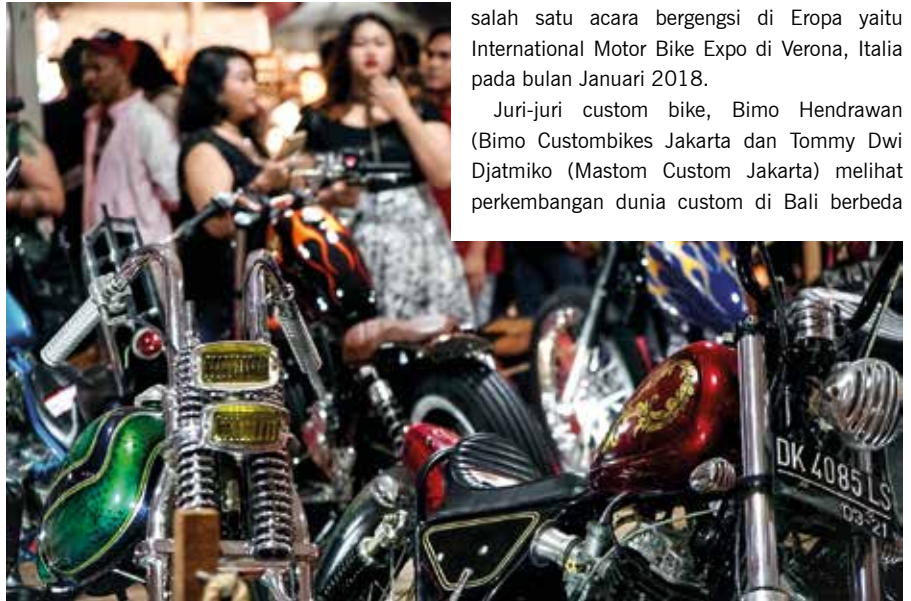 salah satu acara bergengsi di Eropa yaitu
International Motor Bike Expo di Verona, Italia
pada bulan Januari 2018.
Juri-juri custom bike, Bimo Hendrawan
(Bimo Custombikes Jakarta dan Tommy Dwi
Djatmiko (Mastom Custom Jakarta) melihat
perkembangan dunia custom di Bali berbeda
DK 4085 LS
03·21